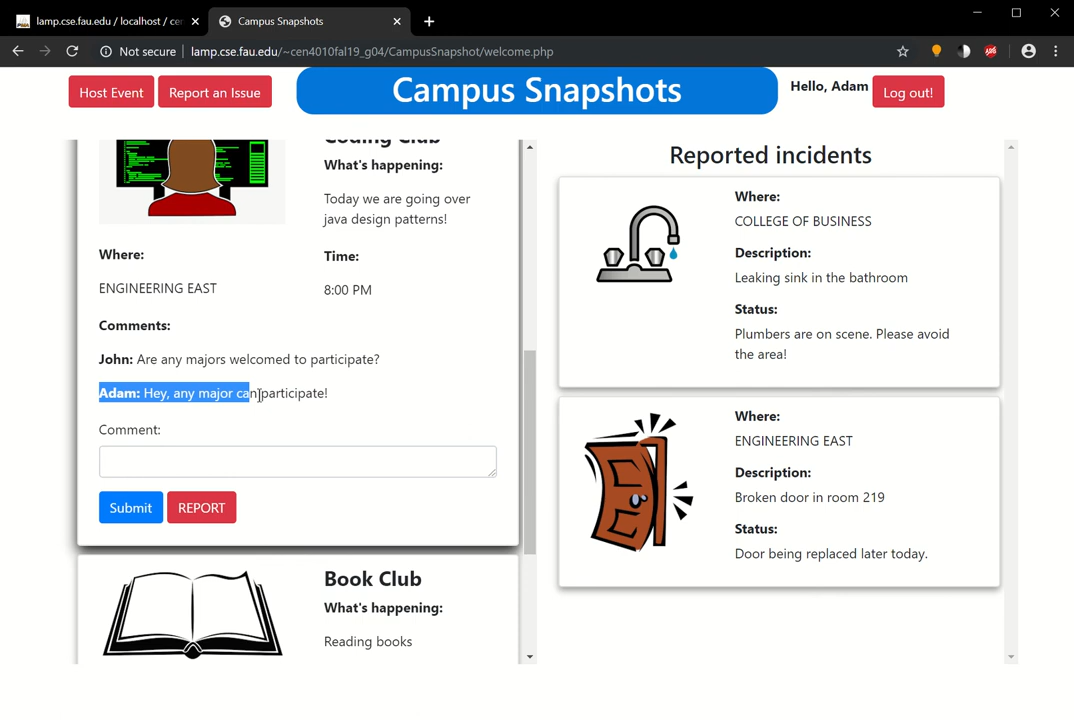 lamp.cse.fau.edu / localhost / cen
Campus Snapshots
Not secure
lamp.cse.fau.edu/~cen4010fal19_g04/CampusSnapshot/welcome.php
Host Event
Report an Issue
Campus Snapshots
Hello, Adam
Log out!
Coding Club
What's happening:
Today we are going over
java design patterns!
Where:
Time:
ENGINEERING EAST
8:00 PM
Comments:
John: Are any majors welcomed to participate?
Adam: Hey, any major can participate!
Comment:
Submit
REPORT
Book Club
What's happening:
Reading books
Reported incidents
Where:
COLLEGE OF BUSINESS
Description:
Leaking sink in the bathroom
Status:
Plumbers are on scene. Please avoid
the area!
Where:
ENGINEERING EAST
Description:
Broken door in room 219
Status:
Door being replaced later today.